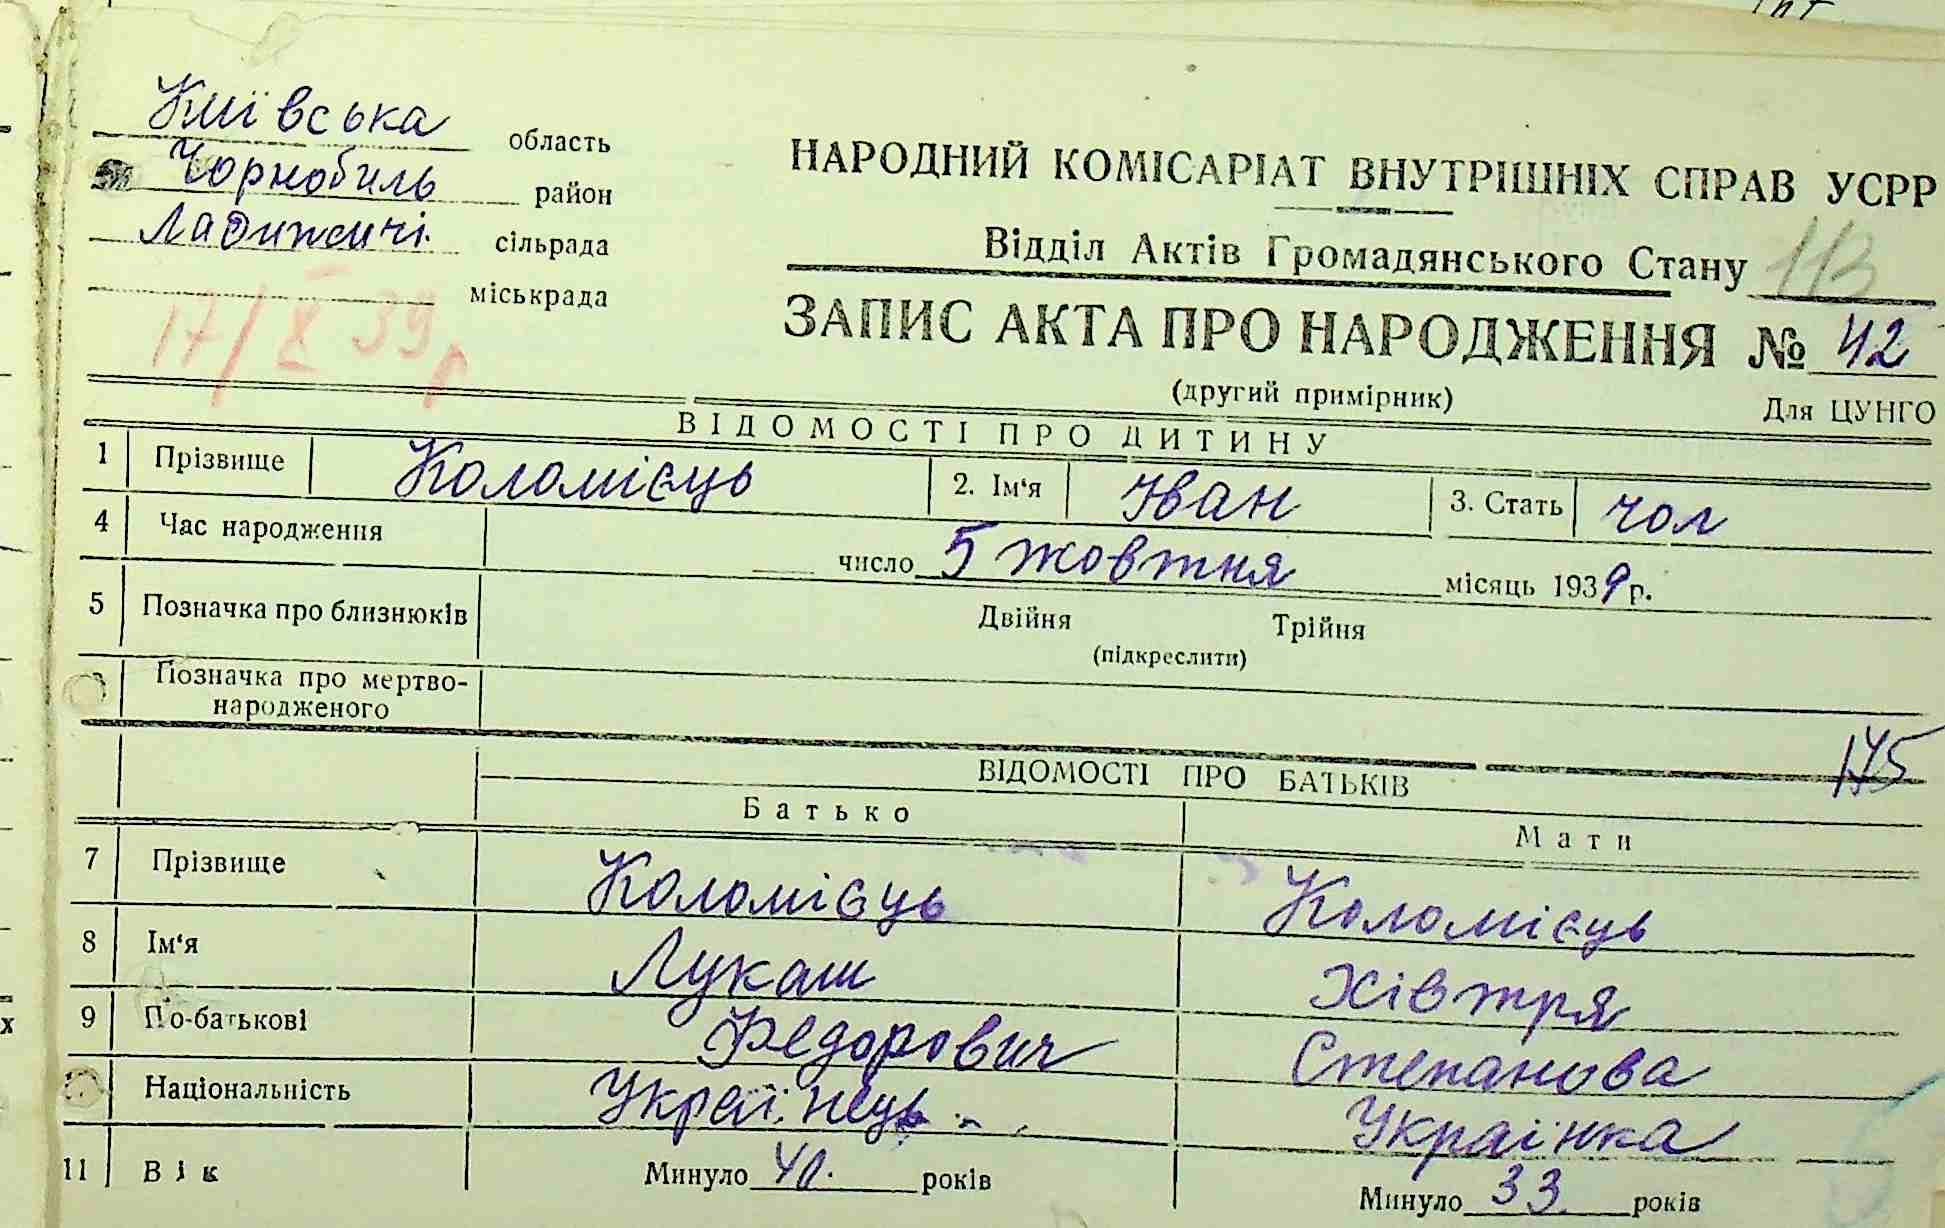 Київська область
Чорнобиль район
Ладижичі сільрада
міськрада
17/X 39 р
НАРОДНИЙ КОМІСАРІАТ ВНУТРІШНІХ СПРАВ УСРР
Відділ Актів Громадянського Стану 113
ЗАПИС АКТА ПРО НАРОДЖЕННЯ № 42
(другий примірник) Для ЦУНГО
ВІДОМОСТІ ПРО ДИТИНУ
1 Прізвище Коломієць 2. Ім'я Іван 3. Стать чол
4 Час народження число 5 жовтня місяць 1939 р.
5 Позначка про близнюків Двійня Трійня
(підкреслити)
Позначка про мертво-
народженого
175
ВІДОМОСТІ ПРО БАТЬКІВ
Батько Мати
7 Прізвище Коломієць Коломієць
8 Ім'я Лукаш Хівтря
9 По-батькові Федорович Степанова
Національність Українець Українка
11 Вік Минуло 40. років Минуло 33 років